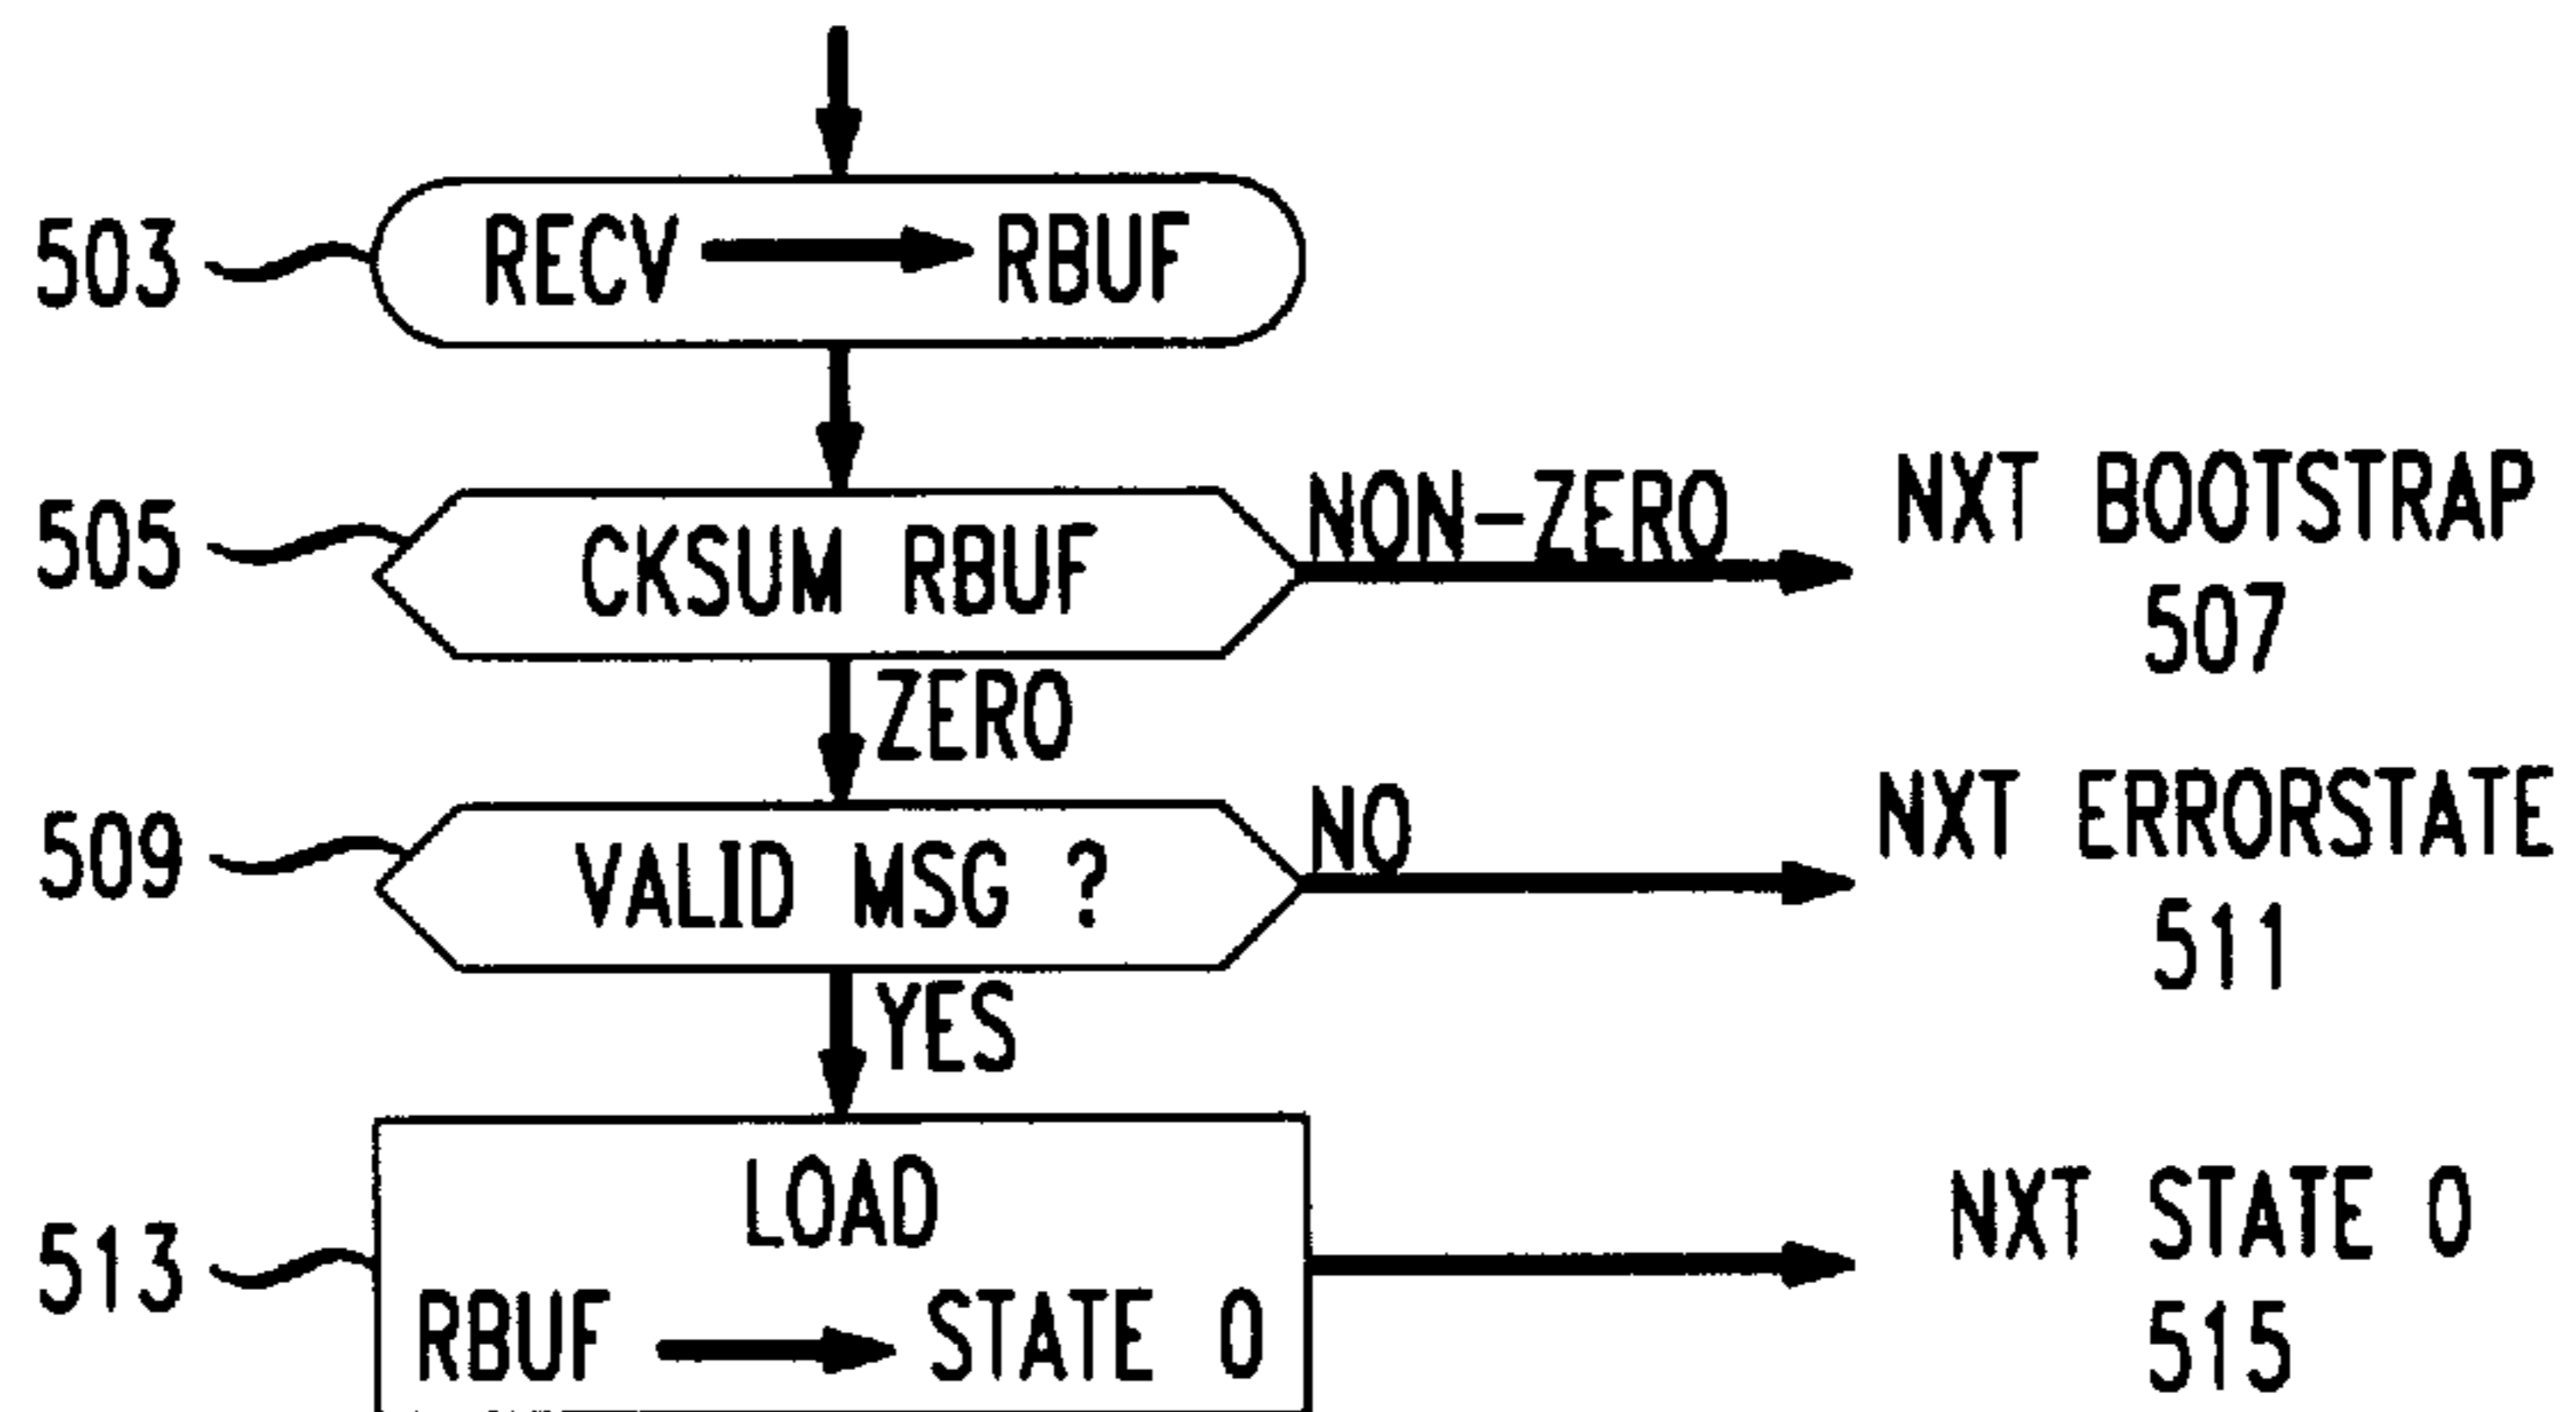 503
RECV RBUF
505
CKSUM RBUF
NON-ZERO
NXT BOOTSTRAP
507
ZERO
509
VALID MSG ?
NO
NXT ERRORSTATE
511
YES
513
LOAD
RBUF STATE 0
NXT STATE 0
515